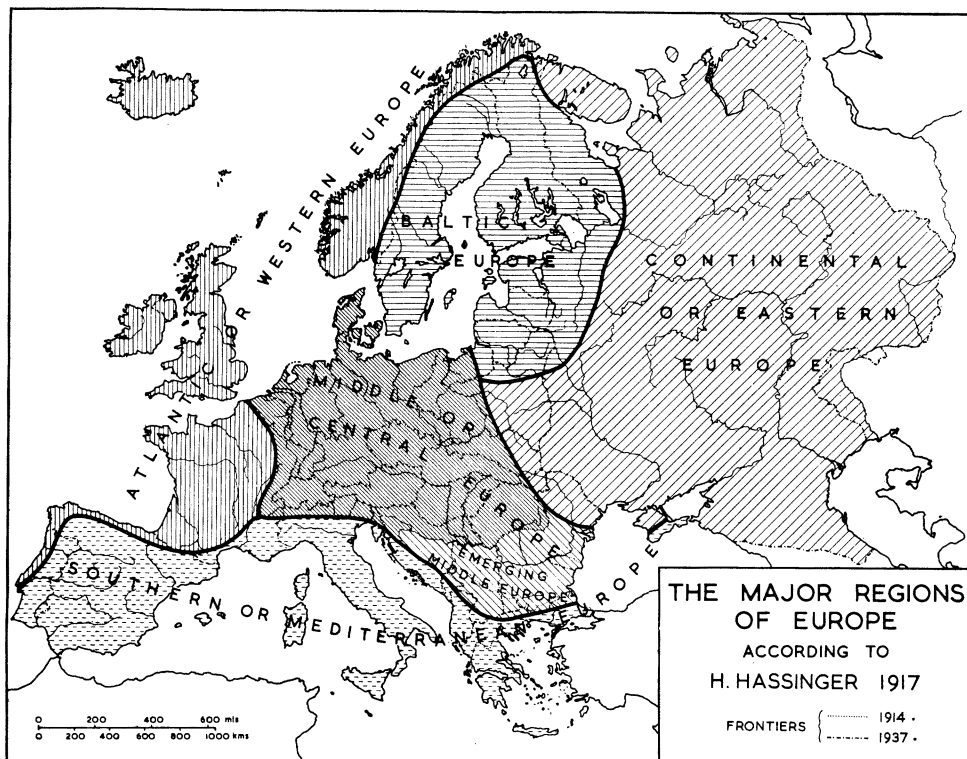 ATLANTIC OR WESTERN EUROPE
BALTIC
EUROPE
CONTINENTAL
OR EASTERN
EUROPE
MIDDLE OR
CENTRAL EUROPE
EMERGING
MIDDLE EUROPE
SOUTHERN OR MEDITERRANEAN EUROPE
THE MAJOR REGIONS
OF EUROPE
ACCORDING TO
H. HASSINGER 1917
FRONTIERS
1914.
1937.
0 200 400 600 mls
0 200 400 600 800 1000 kms